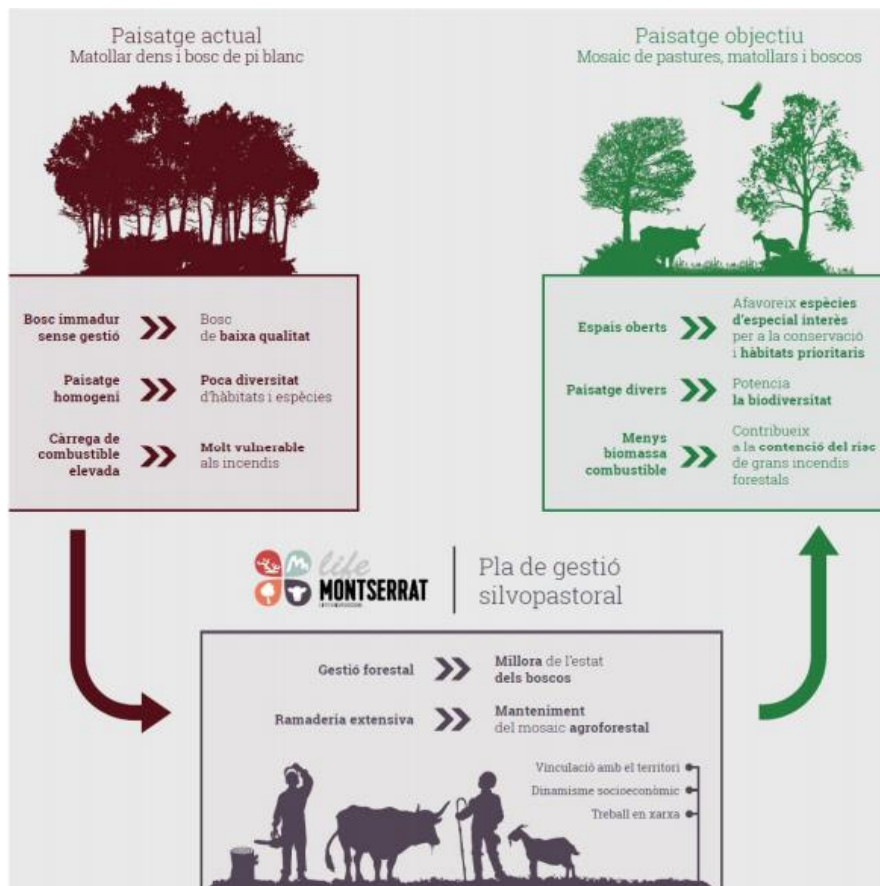 Paisatge actual
Matollar dens i bosc de pi blanc
Bosc immadur
sense gestió
Bosc
de baixa qualitat
Paisatge
homogeni
Poca diversitat
d'hàbitats i espècies
Càrrega de
combustible
elevada
Molt vulnerable
als incendis
Paisatge objectiu
Mosaic de pastures, matollars i boscos
Espais oberts
Afavoreix espècies
d'especial interès
per a la conservació
i hàbitats prioritaris
Paisatge divers
Potencia
la biodiversitat
Menys
biomassa
combustible
Contribueix
a la contenció del risc
de grans incendis
forestals
life
MONTSERRAT
Pla de gestió
silvopastoral
Gestió forestal
Millora de l'estat
dels boscos
Ramaderia extensiva
Manteniment
del mosaic agroforestal
Vinculació amb el territori
Dinamisme socioeconòmic
Treball en xarxa